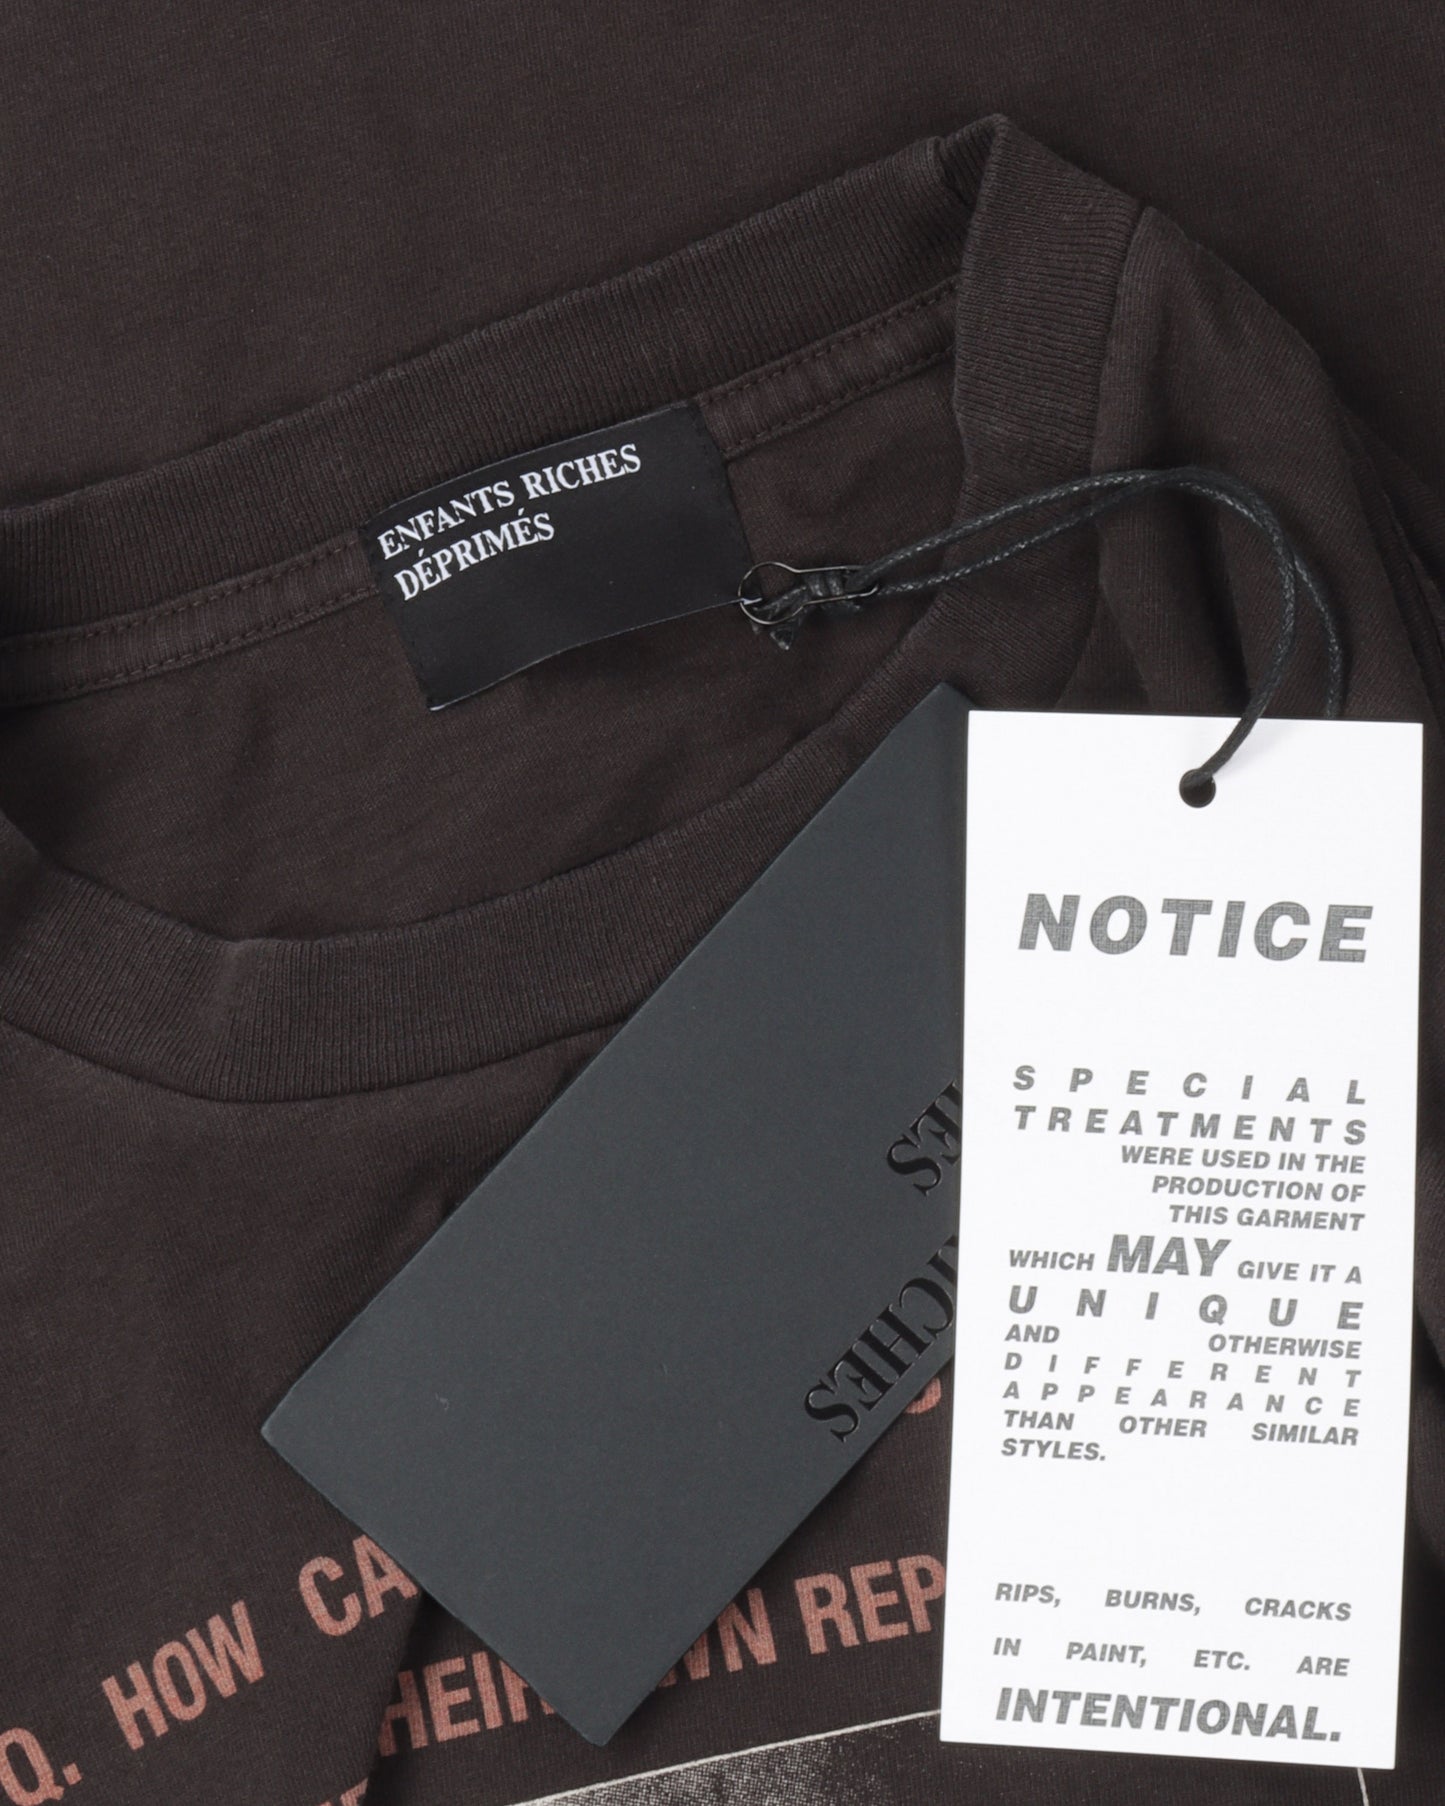 ENFANTS RICHES
DÉPRIMÉS
NOTICE
SPECIAL
TREATMENTS
WERE USED IN THE
PRODUCTION OF
THIS GARMENT
WHICH MAY GIVE IT A
UNIQUE
AND OTHERWISE
DIFFERENT
APPEARANCE
THAN OTHER SIMILAR
STYLES.
RIPS, BURNS, CRACKS
IN PAINT, ETC. ARE
INTENTIONAL.
RICHES
Q. HOW